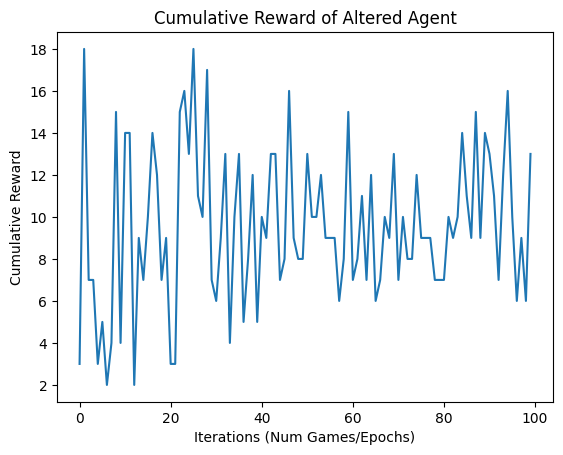 Cumulative Reward of Altered Agent
Cumulative Reward
18
16
14
12
10
8
6
4
2
0 20 40 60 80 100
Iterations (Num Games/Epochs)